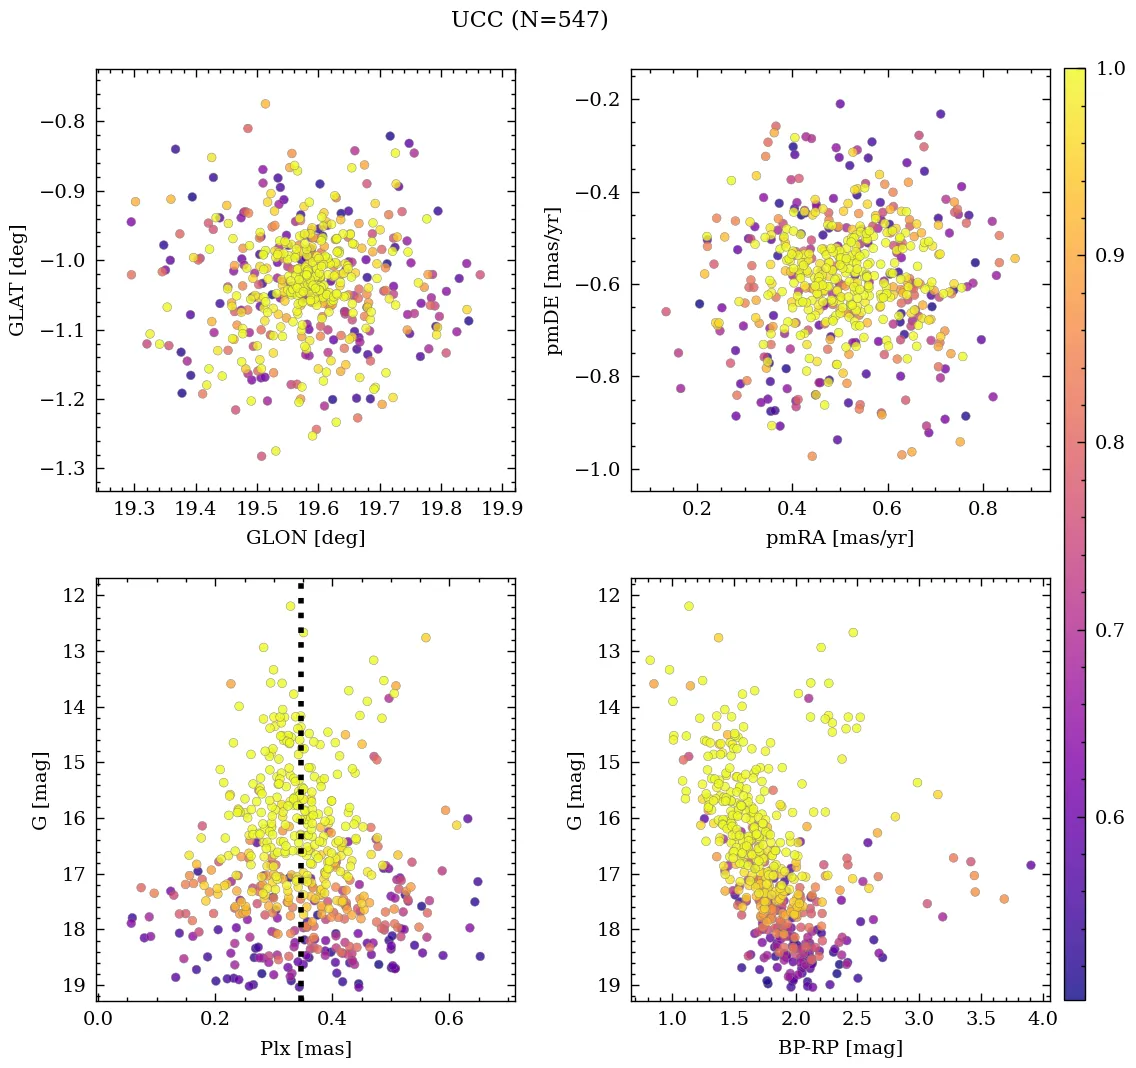 UCC (N=547)
−0.8
−0.9
−1.0
−1.1
−1.2
−1.3
GLAT [deg]
19.3 19.4 19.5 19.6 19.7 19.8 19.9
GLON [deg]
−0.2
−0.4
−0.6
−0.8
−1.0
pmDE [mas/yr]
0.2 0.4 0.6 0.8
pmRA [mas/yr]
12
13
14
15
16
17
18
19
G [mag]
0.0 0.2 0.4 0.6
Plx [mas]
12
13
14
15
16
17
18
19
G [mag]
1.0 1.5 2.0 2.5 3.0 3.5 4.0
BP-RP [mag]
1.0
0.9
0.8
0.7
0.6